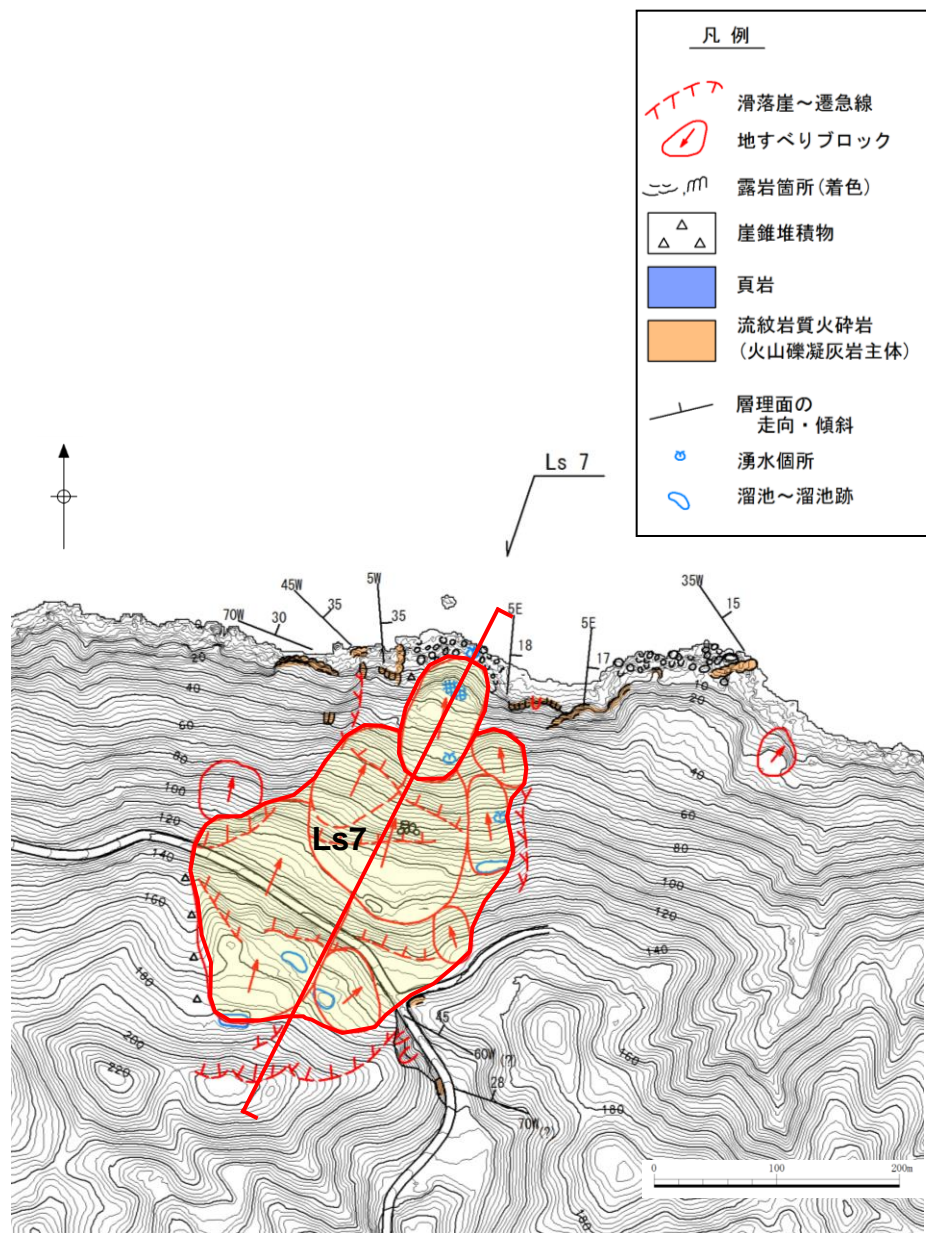 凡 例
滑落崖～遷急線
地すべりブロック
露岩箇所(着色)
崖錐堆積物
頁岩
流紋岩質火砕岩
(火山礫凝灰岩主体)
層理面の
走向・傾斜
湧水個所
溜池～溜池跡
Ls 7
5W
45W
35
70W
30
35
5E
18
5E
17
35W
15
20
40
60
80
100
120
140
160
180
200
220
10
20
40
60
80
100
120
140
160
180
180
Ls7
45
60W(?)
28
70W(?)
0
100
200m